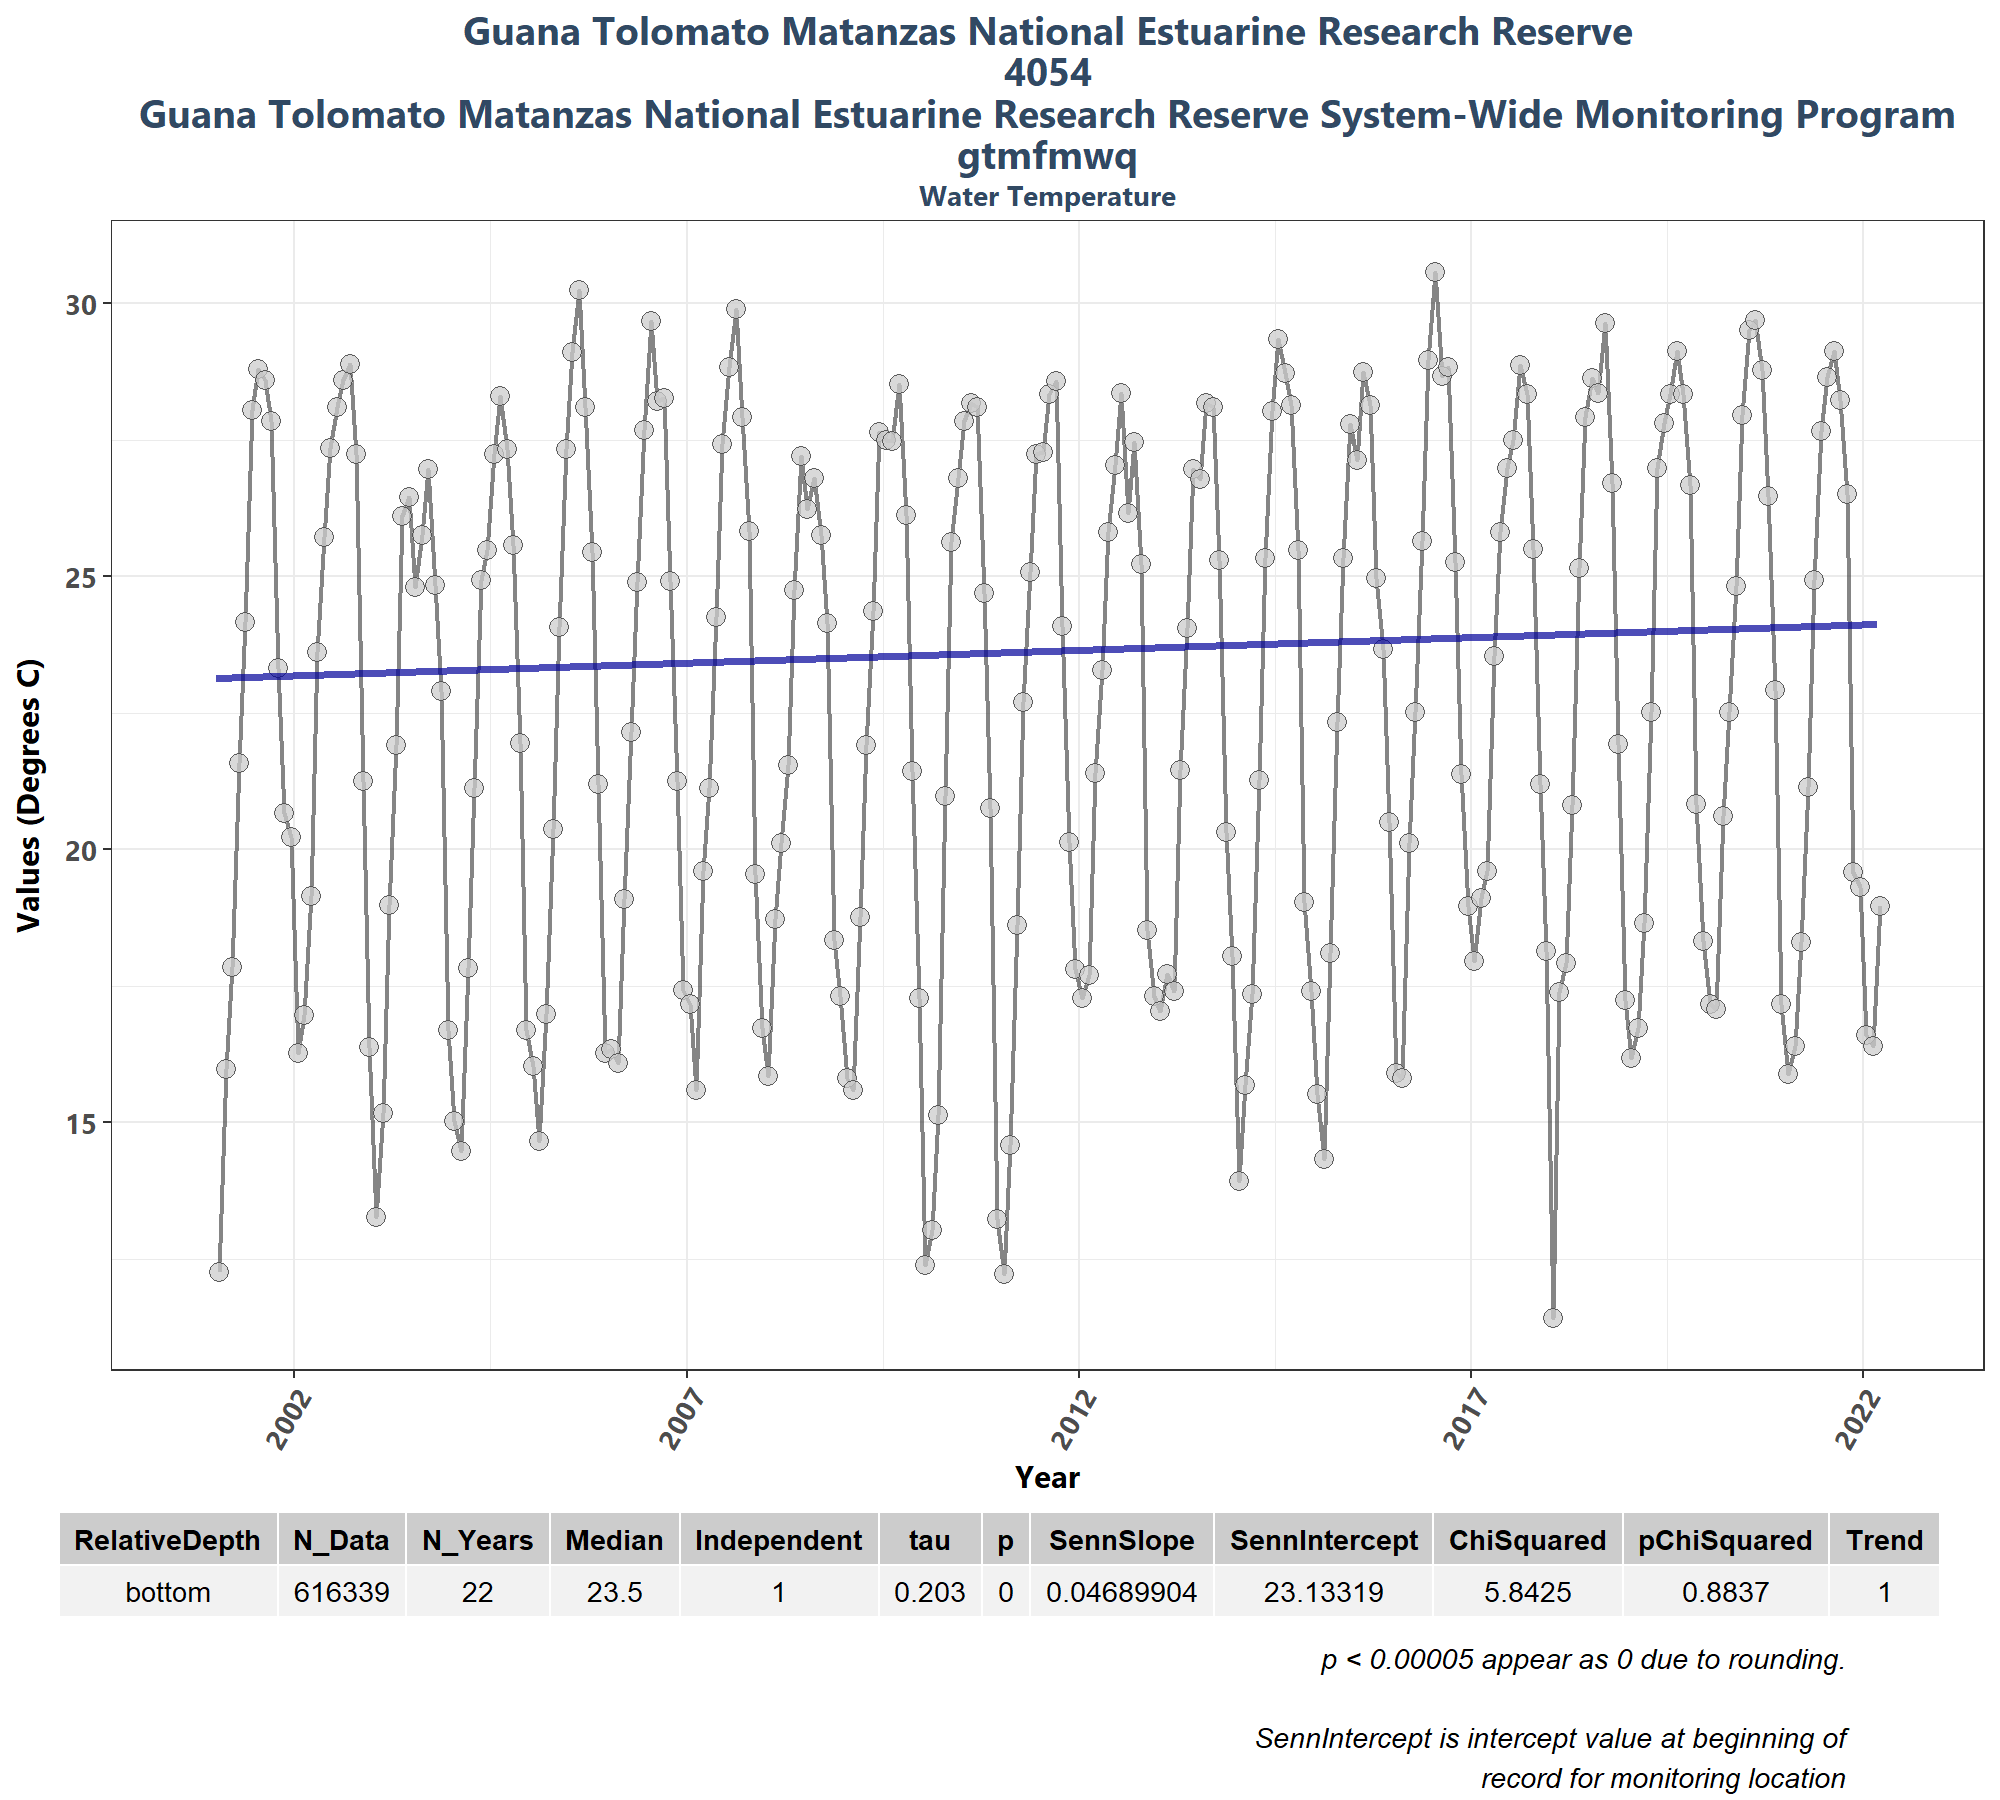 Guana Tolomato Matanzas National Estuarine Research Reserve
4054
Guana Tolomato Matanzas National Estuarine Research Reserve System-Wide Monitoring Program
gtmfmwq
Water Temperature
30
25
20
15
Values (Degrees C)
2002 2007 2012 2017 2022
Year
RelativeDepth N_Data N_Years Median Independent tau p SennSlope SennIntercept ChiSquared pChiSquared Trend
bottom 616339 22 23.5 1 0.203 0 0.04689904 23.13319 5.8425 0.8837 1
p < 0.00005 appear as 0 due to rounding.
SennIntercept is intercept value at beginning of
record for monitoring location